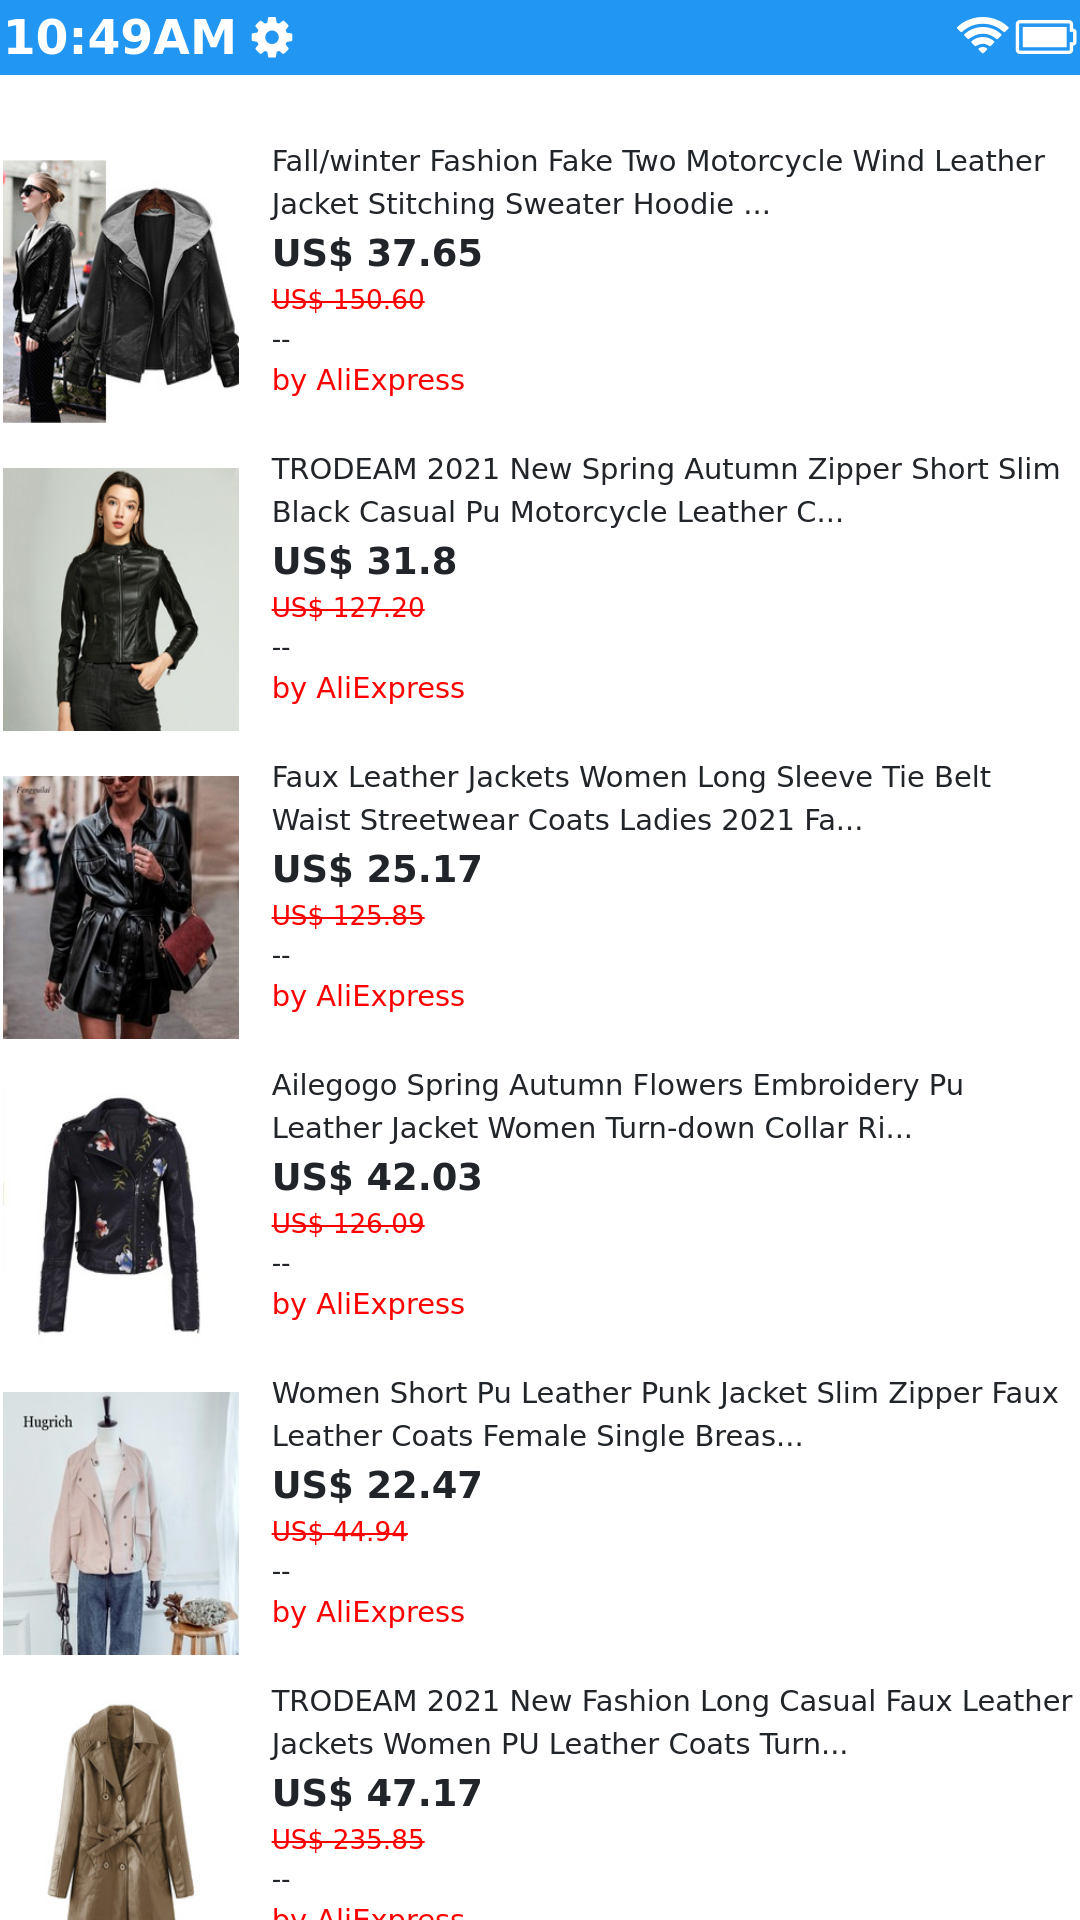 10:49AM
Fall/winter Fashion Fake Two Motorcycle Wind Leather
Jacket Stitching Sweater Hoodie ...
US$ 37.65
US$ 150.60
--
by AliExpress
TRODEAM 2021 New Spring Autumn Zipper Short Slim
Black Casual Pu Motorcycle Leather C...
US$ 31.8
US$ 127.20
--
by AliExpress
Fengguilai
Faux Leather Jackets Women Long Sleeve Tie Belt
Waist Streetwear Coats Ladies 2021 Fa...
US$ 25.17
US$ 125.85
--
by AliExpress
Ailegogo Spring Autumn Flowers Embroidery Pu
Leather Jacket Women Turn-down Collar Ri...
US$ 42.03
US$ 126.09
--
by AliExpress
Hugrich
Women Short Pu Leather Punk Jacket Slim Zipper Faux
Leather Coats Female Single Breas...
US$ 22.47
US$ 44.94
--
by AliExpress
TRODEAM 2021 New Fashion Long Casual Faux Leather
Jackets Women PU Leather Coats Turn...
US$ 47.17
US$ 235.85
--
by AliExpress